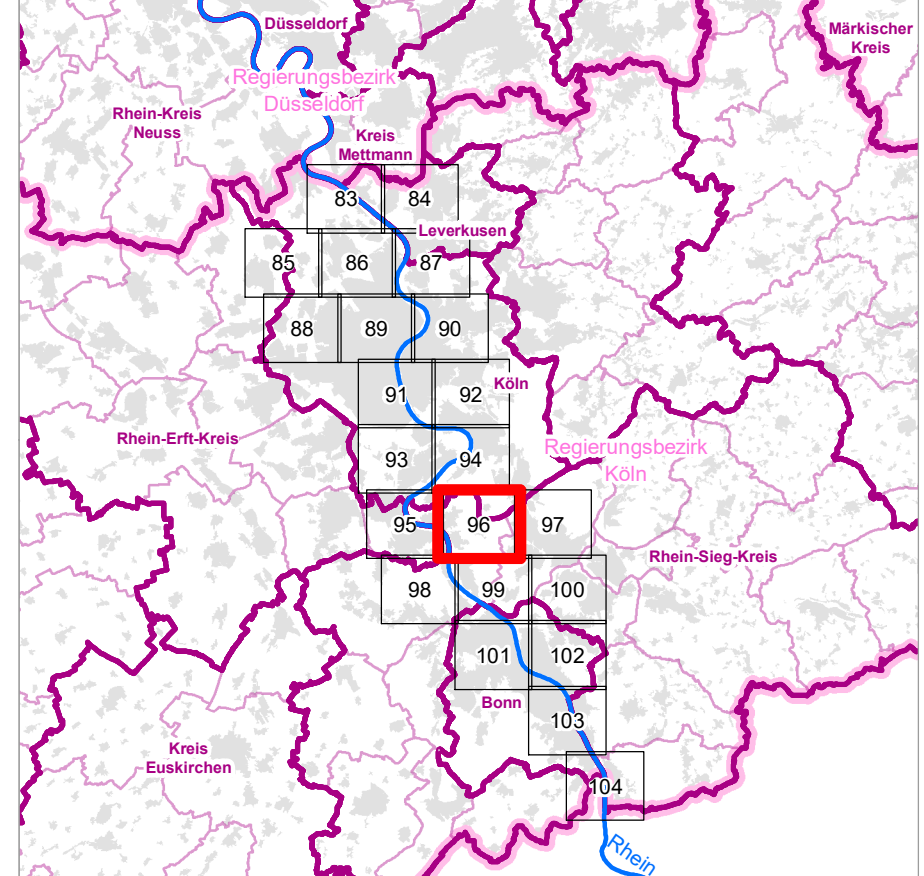 Düsseldorf
Märkischer
Kreis
Regierungsbezirk
Düsseldorf
Rhein-Kreis
Neuss
Kreis
Mettmann
83
84
Leverkusen
85
86
87
88
89
90
91
92
Köln
Rhein-Erft-Kreis
93
94
Regierungsbezirk
Köln
95
96
97
Rhein-Sieg-Kreis
98
99
100
101
102
Bonn
103
Kreis
Euskirchen
104
Rhein